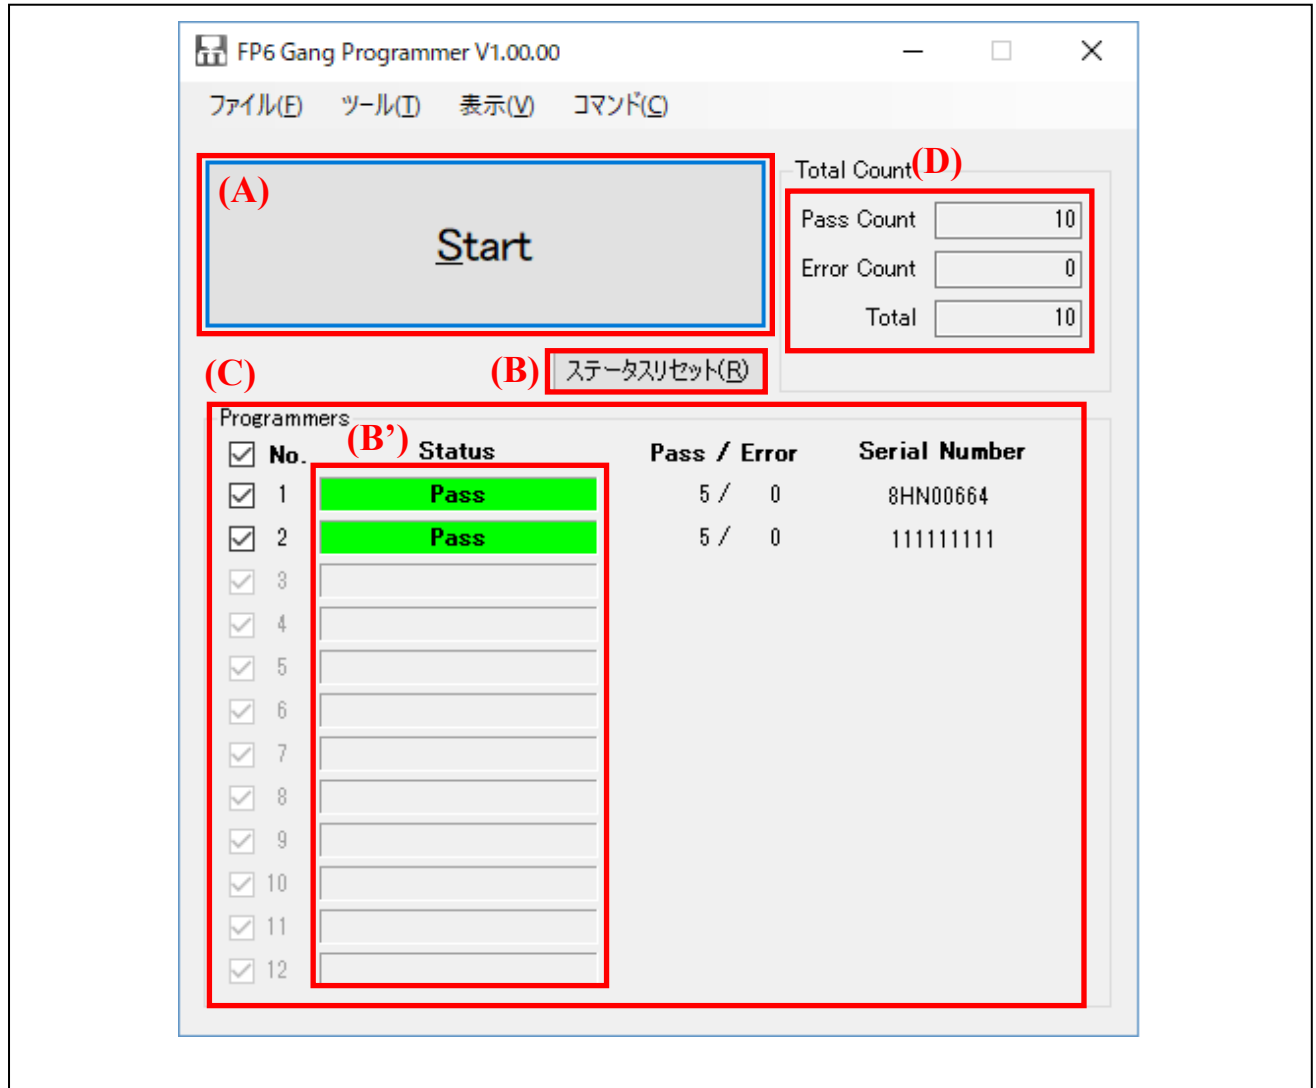 FP6 Gang Programmer V1.00.00
ファイル(F) ツール(T) 表示(V) コマンド(C)
(A)
Start
Total Count (D)
Pass Count 10
Error Count 0
Total 10
(B) ステータスリセット(R)
(C)
Programmers
(B’)
No. Status Pass / Error Serial Number
1 Pass 5 / 0 8HN00664
2 Pass 5 / 0 111111111
3
4
5
6
7
8
9
10
11
12